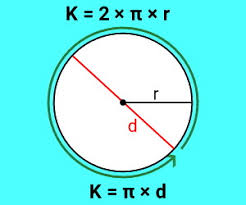 K = 2 × π × r
r
d
K = π × d